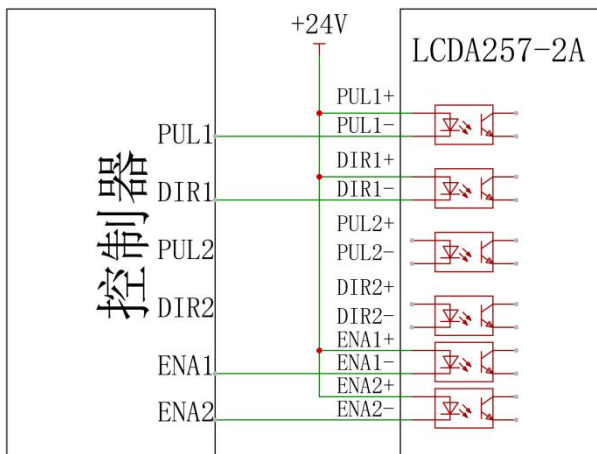 +24V
LCDA257-2A
控制器
PUL1
DIR1
PUL2
DIR2
ENA1
ENA2
PUL1+
PUL1-
DIR1+
DIR1-
PUL2+
PUL2-
DIR2+
DIR2-
ENA1+
ENA1-
ENA2+
ENA2-